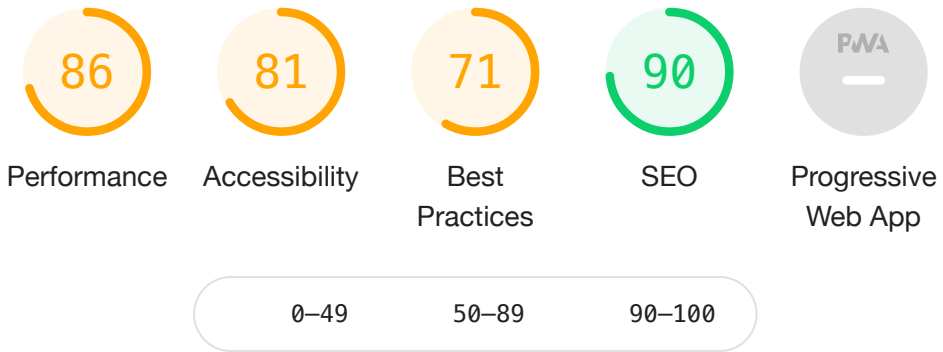 86 81 71 90 PWA
Performance Accessibility Best SEO Progressive
Practices Web App
0–49 50–89 90–100